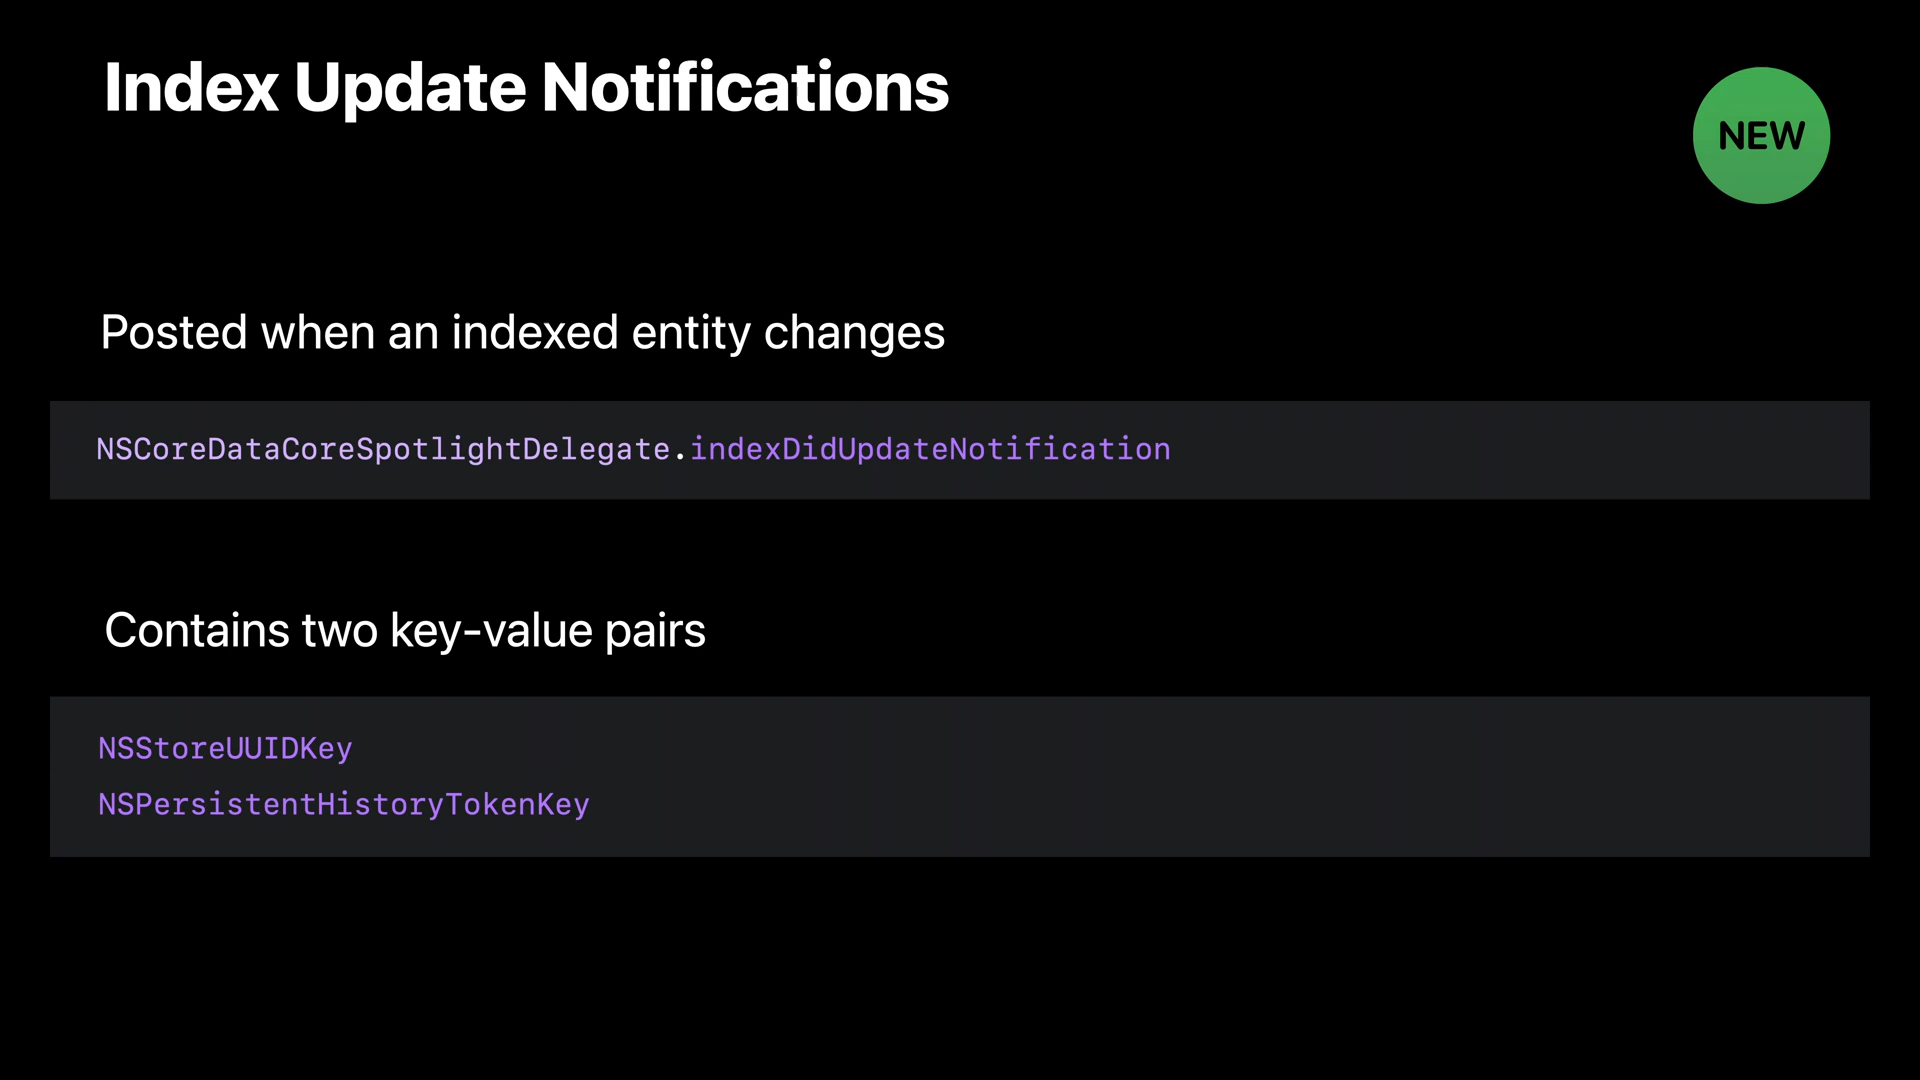 Index Update Notifications
NEW
Posted when an indexed entity changes
NSCoreDataCoreSpotlightDelegate.indexDidUpdateNotification
Contains two key-value pairs
NSStoreUUIDKey
NSPersistentHistoryTokenKey